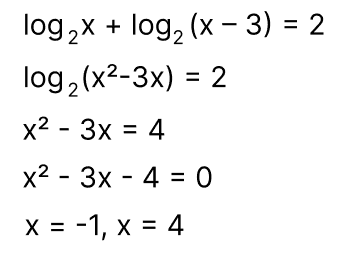 log₂x + log₂(x – 3) = 2
log₂(x²-3x) = 2
x² - 3x = 4
x² - 3x - 4 = 0
x = -1, x = 4